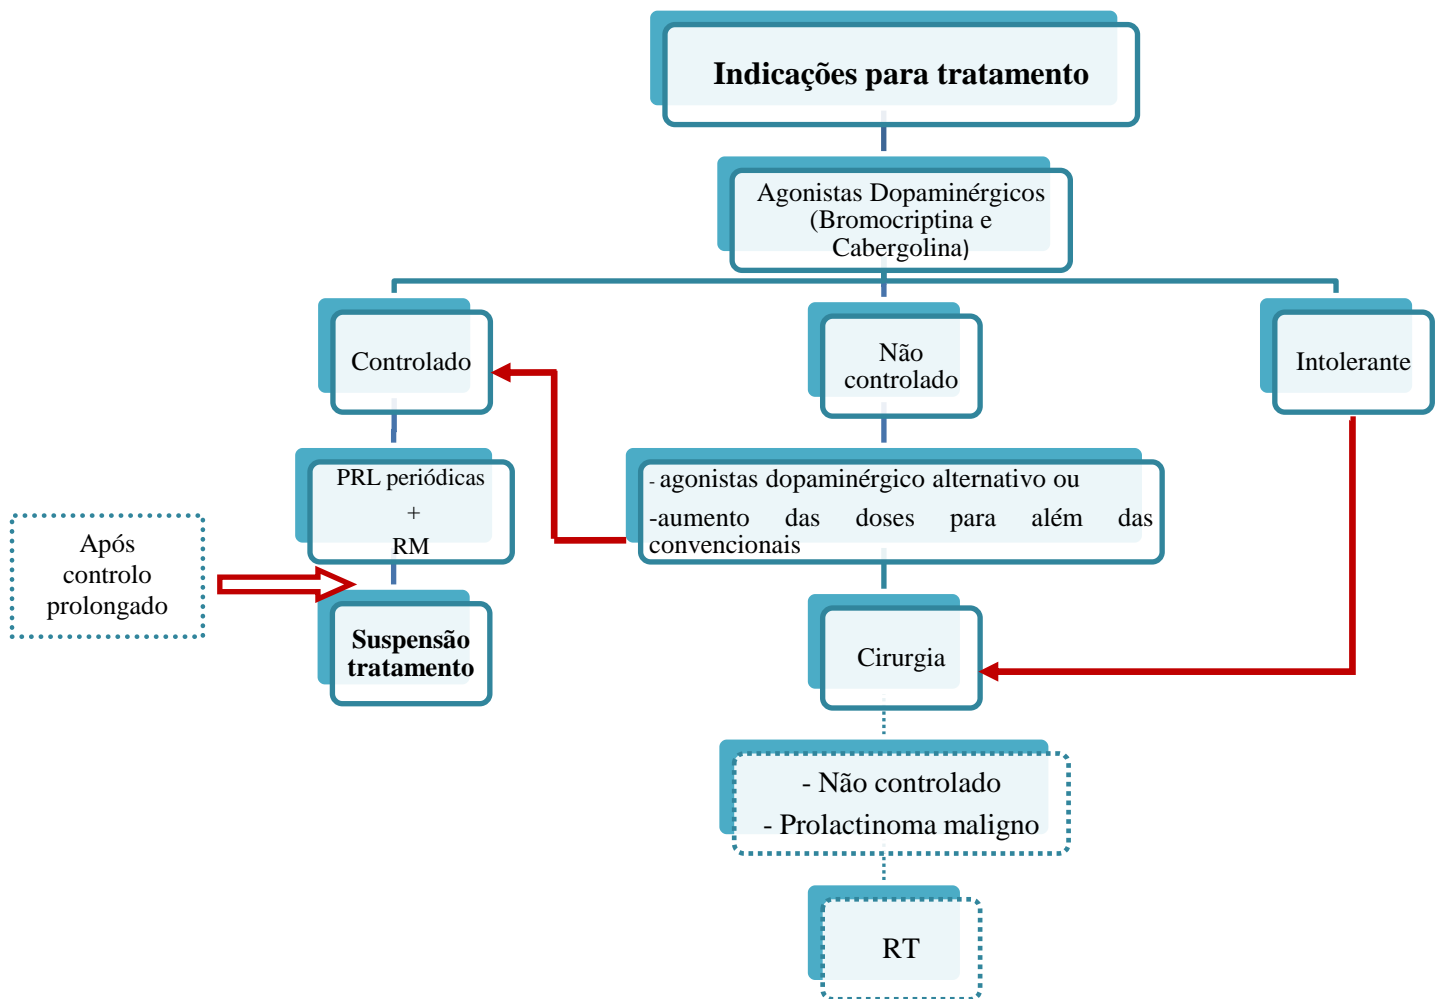 Indicações para tratamento
Agonistas Dopaminérgicos
(Bromocriptina e
Cabergolina)
Controlado
Não
controlado
Intolerante
PRL periódicas
+
RM
- agonistas dopaminérgico alternativo ou
-aumento das doses para além das
convencionais
Após
controlo
prolongado
Suspensão
tratamento
Cirurgia
- Não controlado
- Prolactinoma maligno
RT